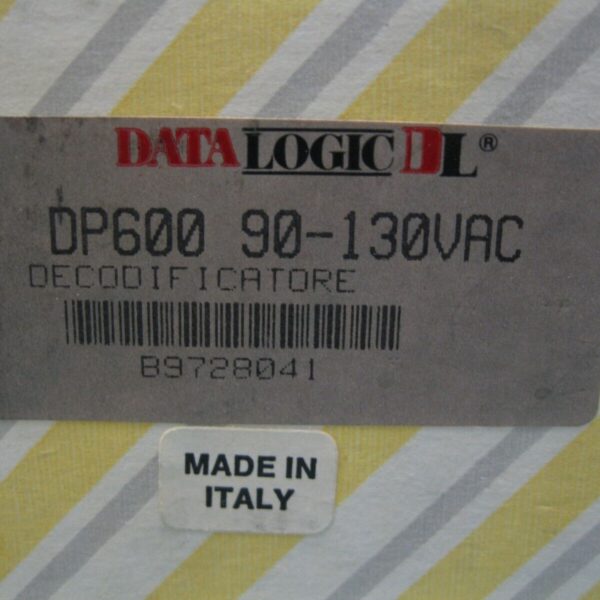 DATALOGIC DL®
DP600 90-130VAC
DECODIFICATORE
B9728041
MADE IN
ITALY